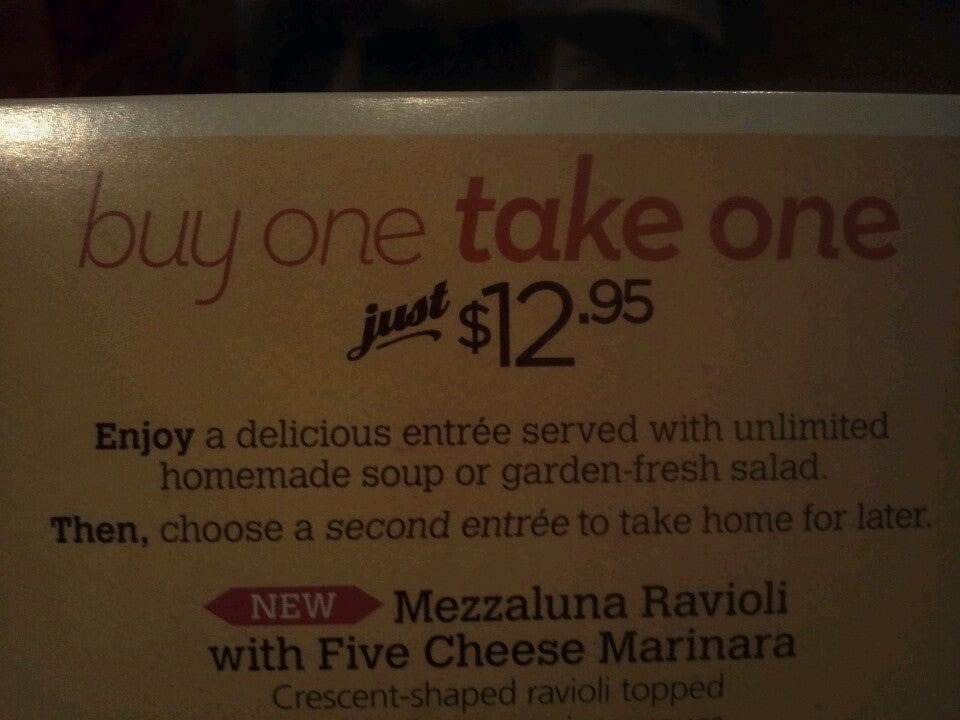 buy one take one
just $12.95
Enjoy a delicious entrée served with unlimited
homemade soup or garden-fresh salad.
Then, choose a second entrée to take home for later.
NEW Mezzaluna Ravioli
with Five Cheese Marinara
Crescent-shaped ravioli topped